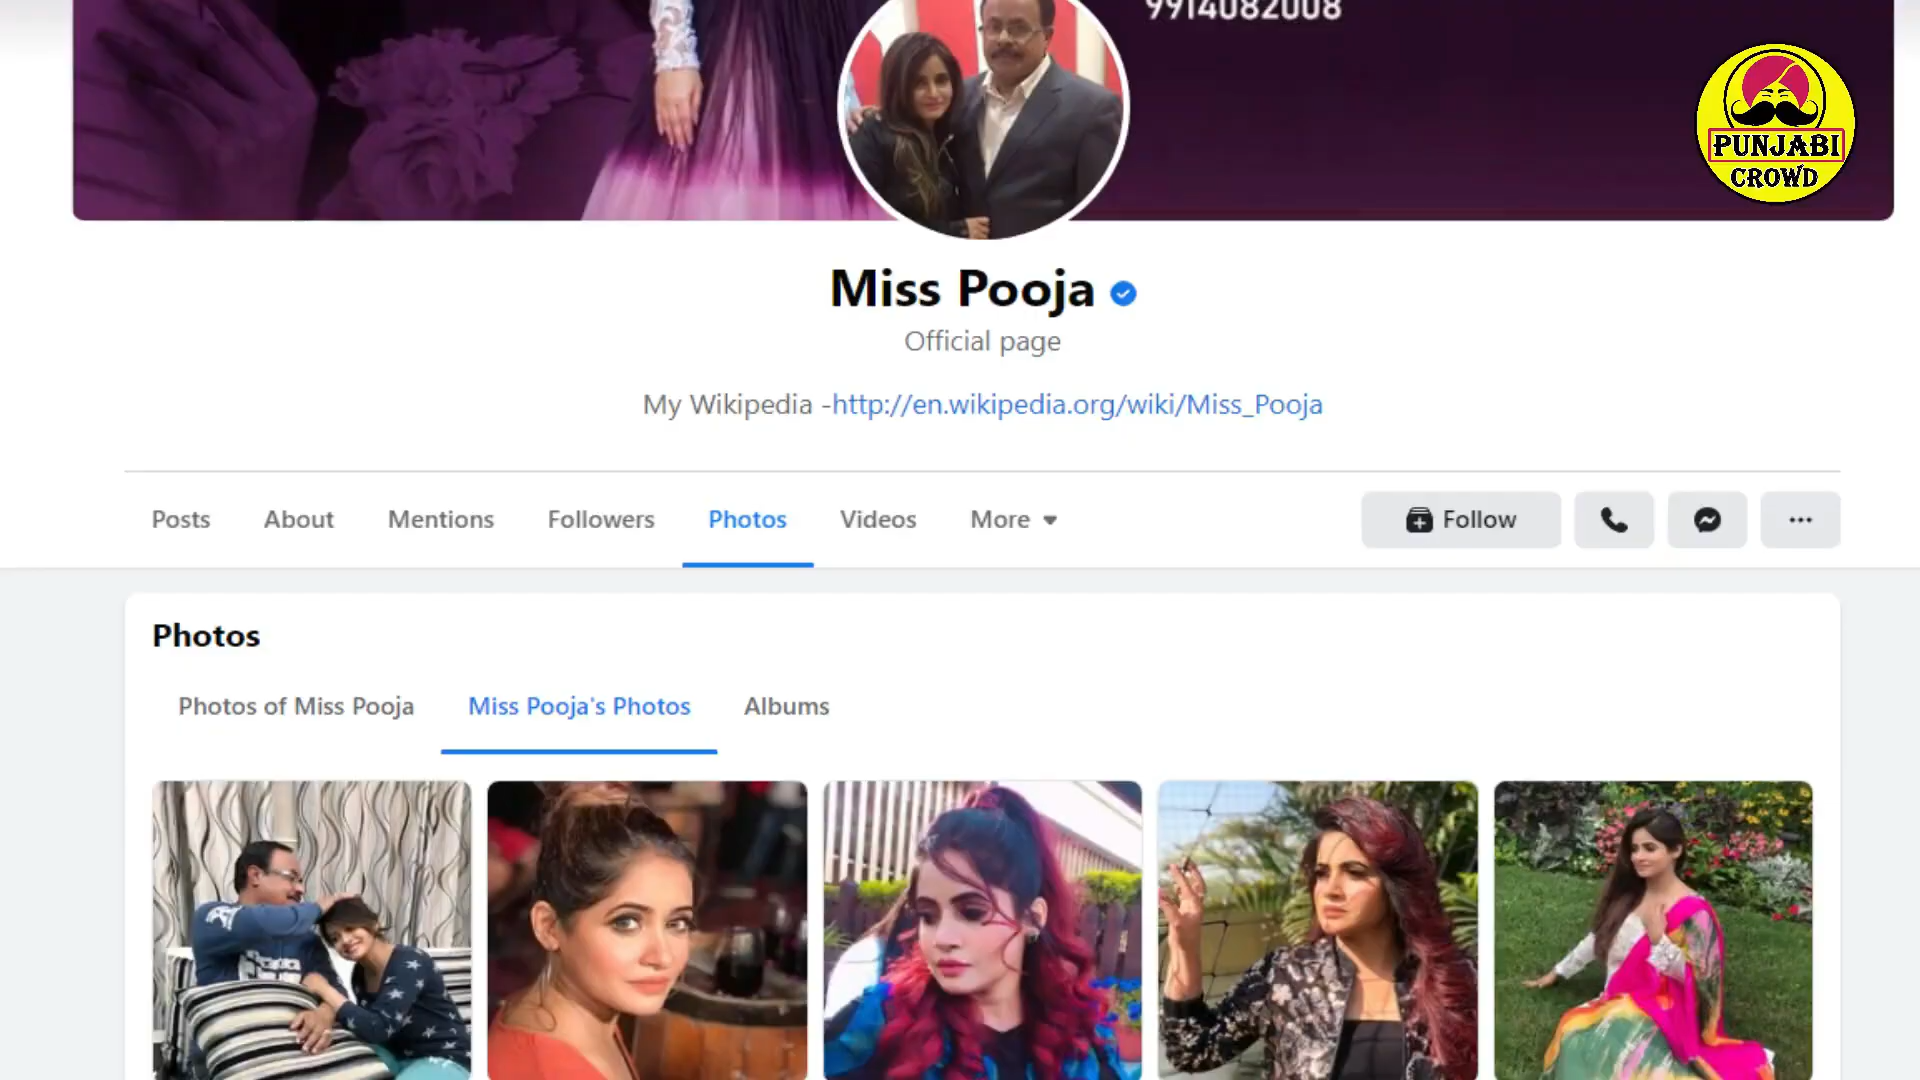 9914082008
PUNJABI
CROWD
Miss Pooja
Official page
My Wikipedia -http://en.wikipedia.org/wiki/Miss_Pooja
Posts About Mentions Followers Photos Videos More Follow
Photos
Photos of Miss Pooja Miss Pooja's Photos Albums